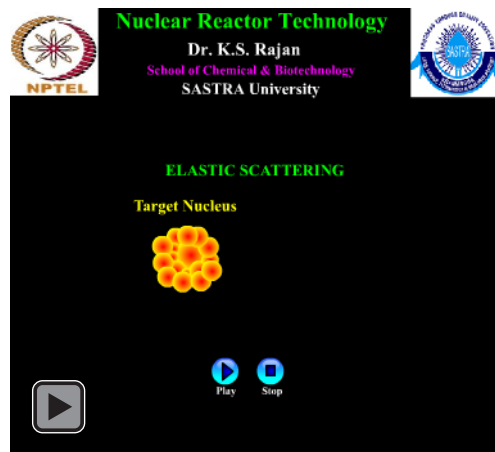 Nuclear Reactor Technology
Dr. K.S. Rajan
School of Chemical & Biotechnology
SASTRA University
NPTEL
SASTRA
ELASTIC SCATTERING
Target Nucleus
Play Stop